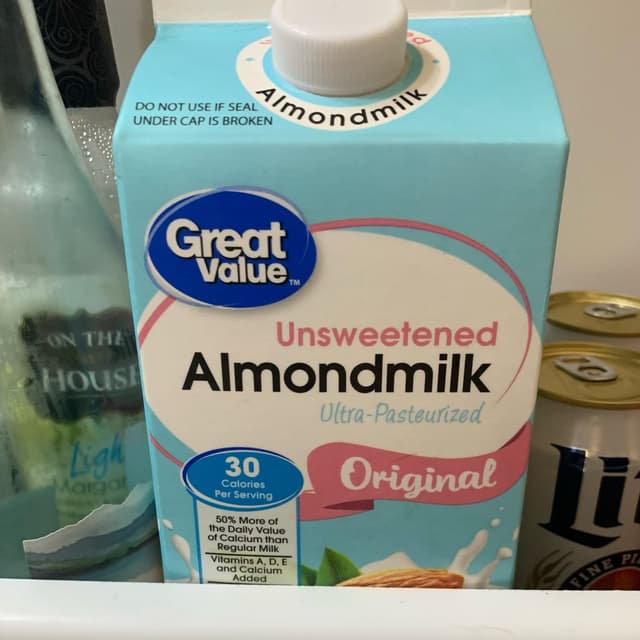 DO NOT USE IF SEAL
UNDER CAP IS BROKEN
Almondmilk
Great
Value™
Unsweetened
Almondmilk
Ultra-Pasteurized
Original
30
Calories
Per Serving
50% More of
the Daily Value
of Calcium than
Regular Milk
Vitamins A, D, E
and Calcium
Added
ON THE
HOUSE
FINE